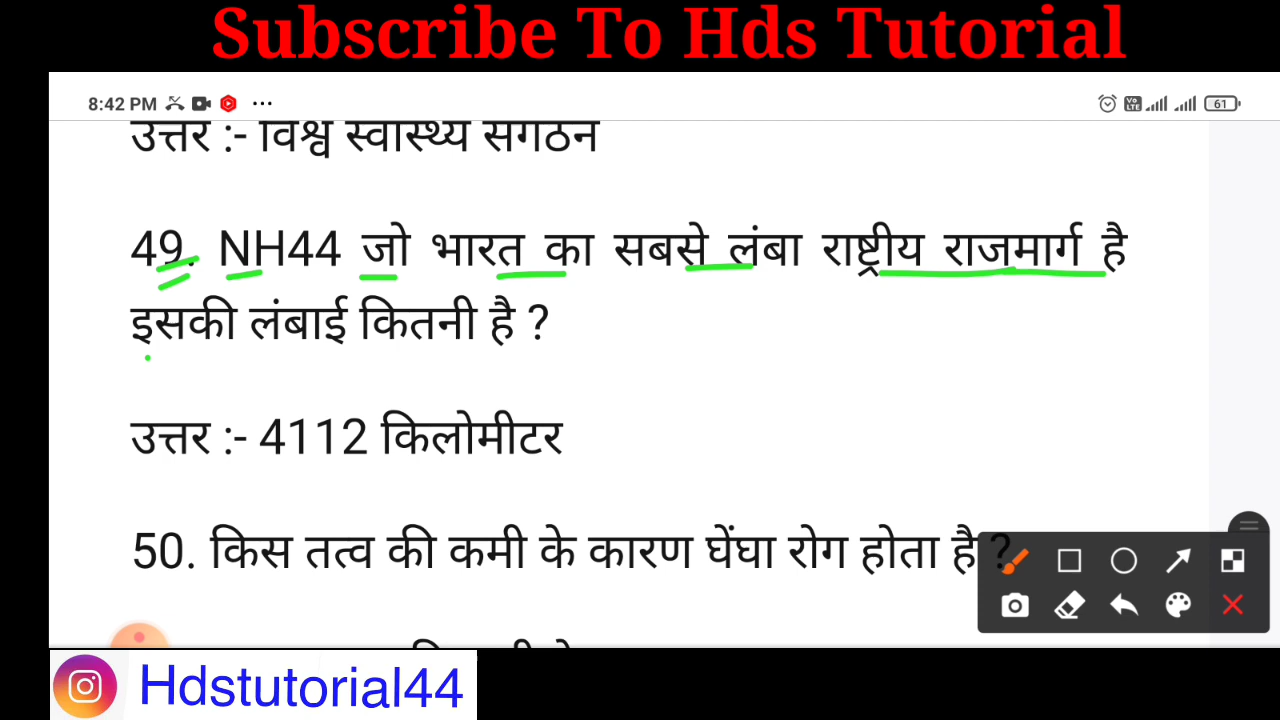 Subscribe To Hds Tutorial
8:42 PM
61
उत्तर :- विश्व स्वास्थ्य संगठन
49. NH44 जो भारत का सबसे लंबा राष्ट्रीय राजमार्ग है
इसकी लंबाई कितनी है ?
उत्तर :- 4112 किलोमीटर
50. किस तत्व की कमी के कारण घेंघा रोग होता है ?
Hdstutorial44